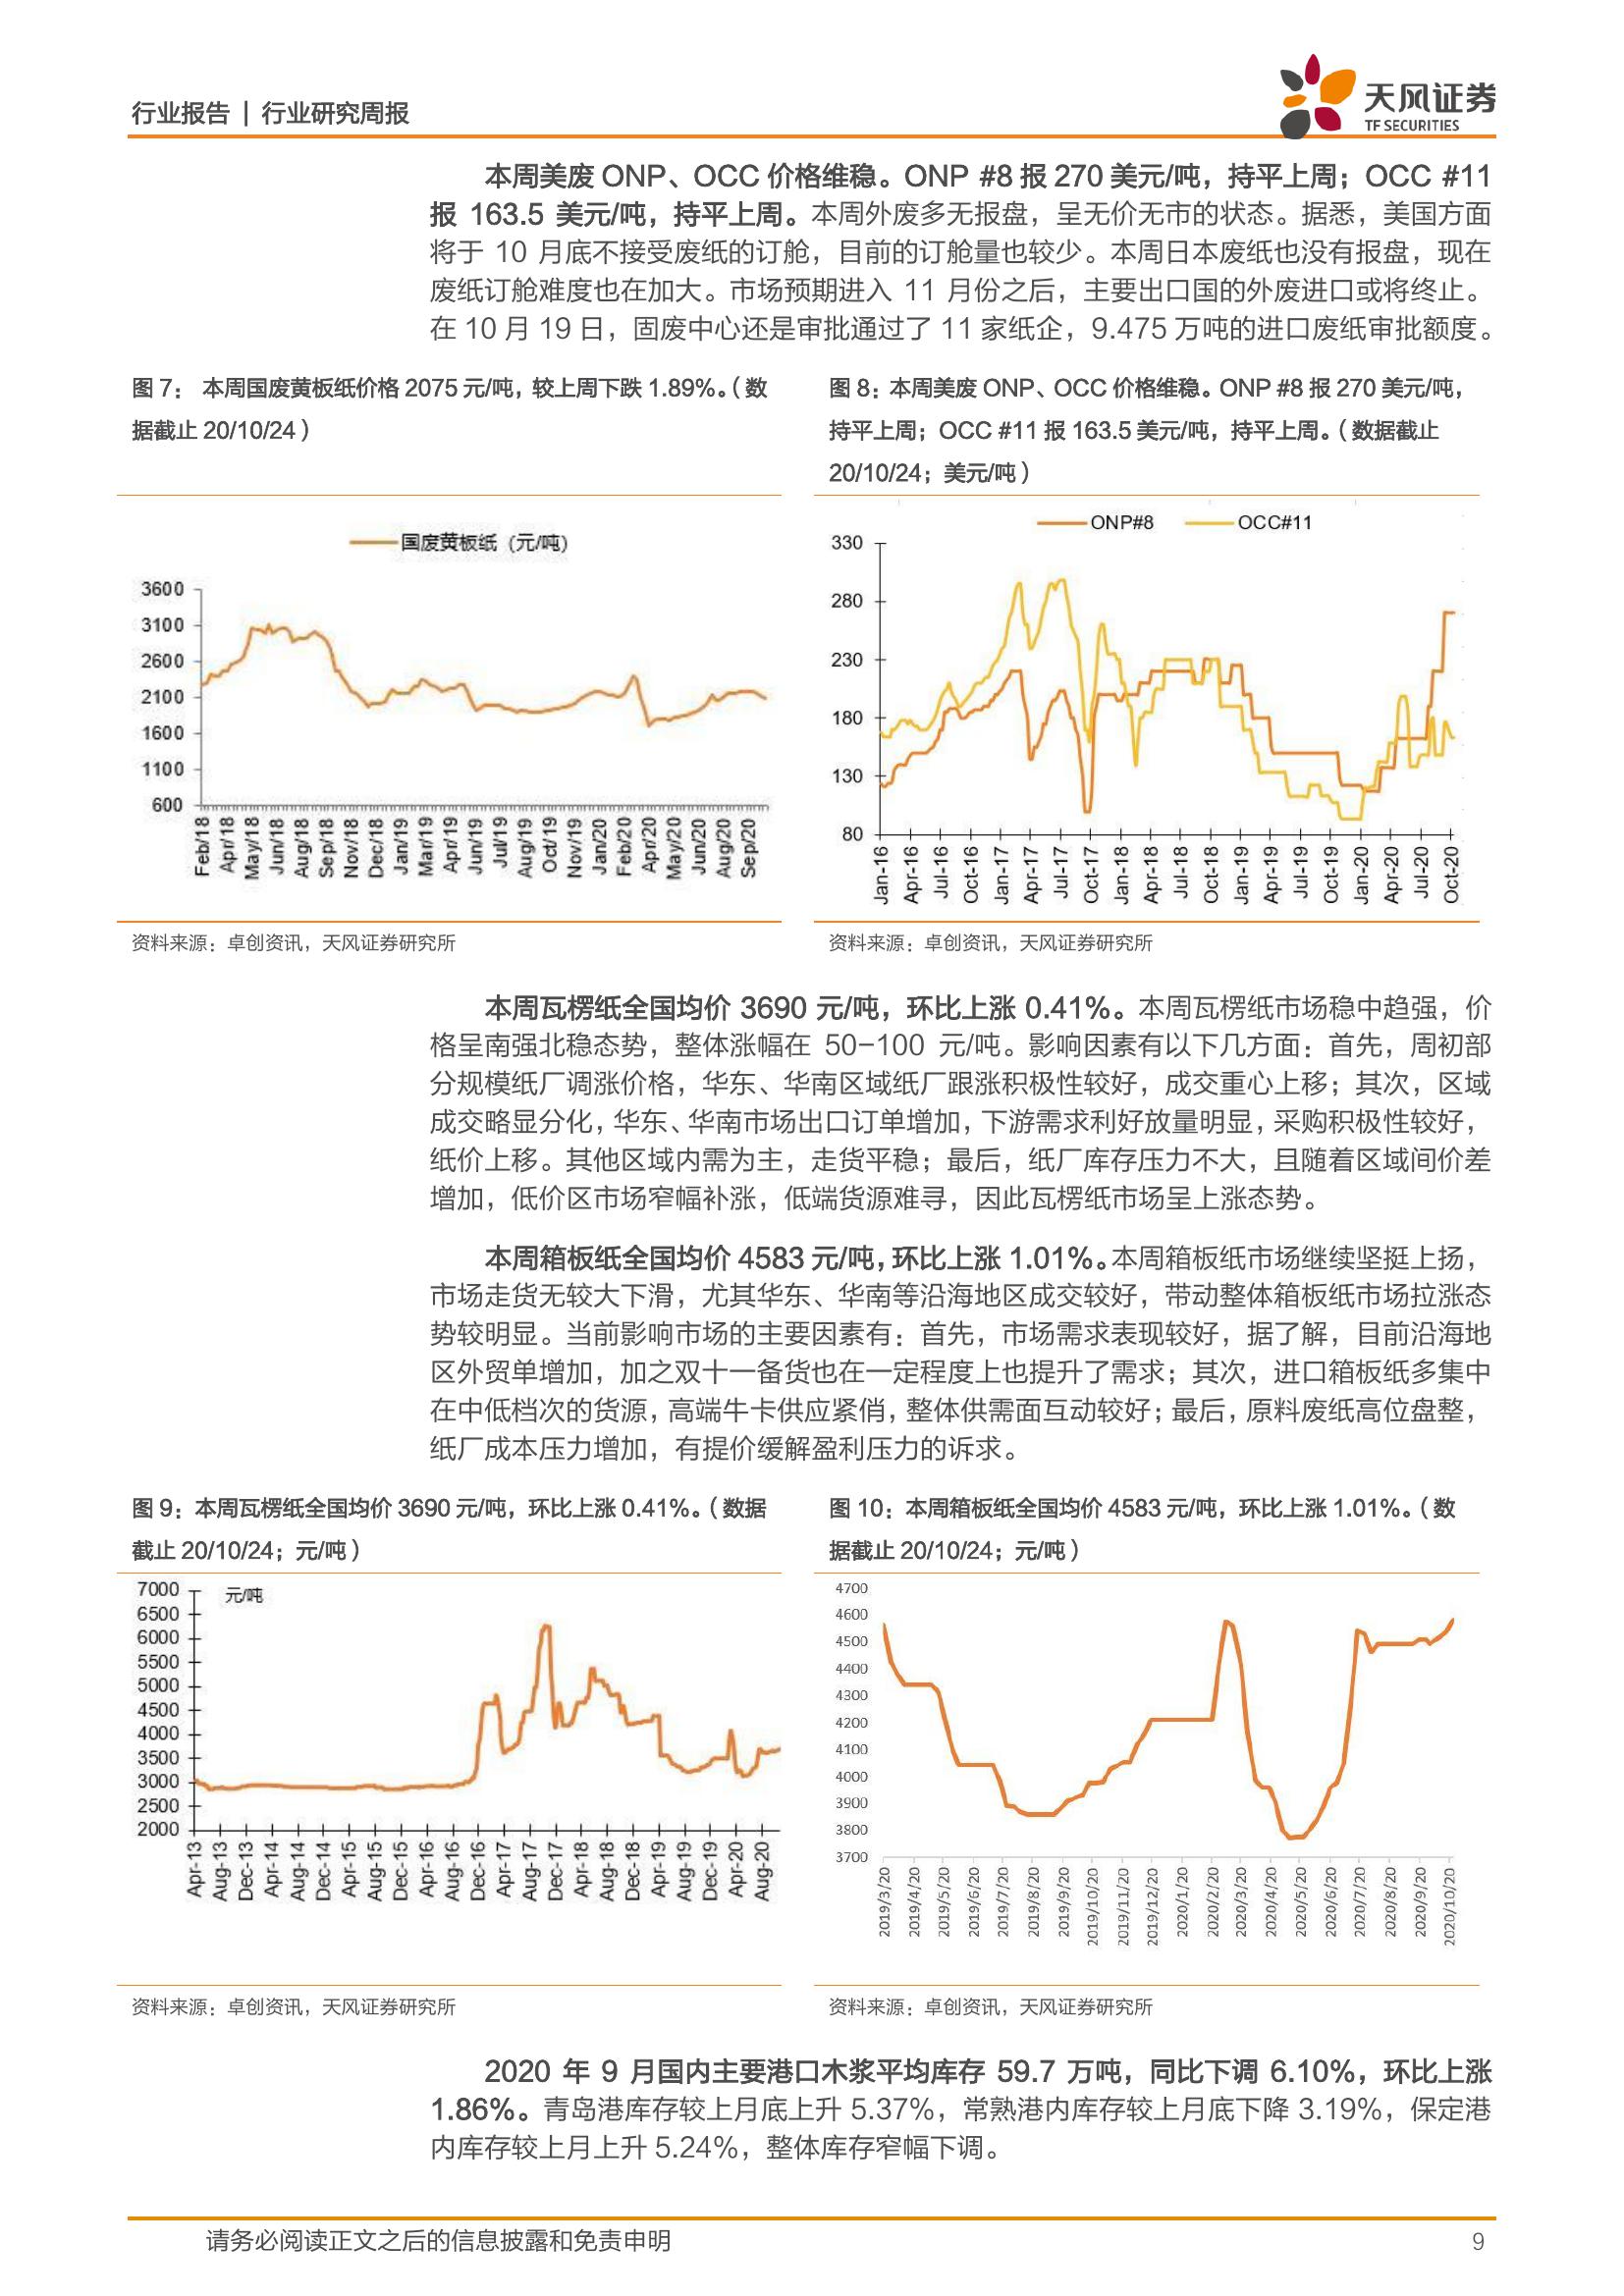 行业报告 | 行业研究周报
天风证券
TF SECURITIES
本周美废 ONP、OCC 价格维稳。ONP #8 报 270 美元/吨，持平上周；OCC #11
报 163.5 美元/吨，持平上周。本周外废多无报盘，呈无价无市的状态。据悉，美国方面
将于 10 月底不接受废纸的订舱，目前的订舱量也较少。本周日本废纸也没有报盘，现在
废纸订舱难度也在加大。市场预期进入 11 月份之后，主要出口国的外废进口或将终止。
在 10 月 19 日，固废中心还是审批通过了 11 家纸企，9.475 万吨的进口废纸审批额度。
图 7： 本周国废黄板纸价格 2075 元/吨，较上周下跌 1.89%。（数
据截止 20/10/24）
图 8：本周美废 ONP、OCC 价格维稳。ONP #8 报 270 美元/吨，
持平上周；OCC #11 报 163.5 美元/吨，持平上周。（数据截止
20/10/24；美元/吨）
国废黄板纸（元/吨）
3600
3100
2600
2100
1600
1100
600
Feb/18 Apr/18 May/18 Jun/18 Aug/18 Sep/18 Nov/18 Dec/18 Jan/19 Mar/19 Apr/19 Jun/19 Jul/19 Aug/19 Oct/19 Nov/19 Jan/20 Feb/20 Apr/20 May/20 Jun/20 Aug/20 Sep/20
ONP#8 OCC#11
330
280
230
180
130
80
Jan-16 Apr-16 Jul-16 Oct-16 Jan-17 Apr-17 Jul-17 Oct-17 Jan-18 Apr-18 Jul-18 Oct-18 Jan-19 Apr-19 Jul-19 Oct-19 Jan-20 Apr-20 Jul-20 Oct-20
资料来源：卓创资讯，天风证券研究所
资料来源：卓创资讯，天风证券研究所
本周瓦楞纸全国均价 3690 元/吨，环比上涨 0.41%。本周瓦楞纸市场稳中趋强，价
格呈南强北稳态势，整体涨幅在 50-100 元/吨。影响因素有以下几方面：首先，周初部
分规模纸厂调涨价格，华东、华南区域纸厂跟涨积极性较好，成交重心上移；其次，区域
成交略显分化，华东、华南市场出口订单增加，下游需求利好放量明显，采购积极性较好，
纸价上移。其他区域内需为主，走货平稳；最后，纸厂库存压力不大，且随着区域间价差
增加，低价区市场窄幅补涨，低端货源难寻，因此瓦楞纸市场呈上涨态势。
本周箱板纸全国均价 4583 元/吨，环比上涨 1.01%。本周箱板纸市场继续坚挺上扬，
市场走货无较大下滑，尤其华东、华南等沿海地区成交较好，带动整体箱板纸市场拉涨态
势较明显。当前影响市场的主要因素有：首先，市场需求表现较好，据了解，目前沿海地
区外贸单增加，加之双十一备货也在一定程度上也提升了需求；其次，进口箱板纸多集中
在中低档次的货源，高端牛卡供应紧俏，整体供需面互动较好；最后，原料废纸高位盘整，
纸厂成本压力增加，有提价缓解盈利压力的诉求。
图 9：本周瓦楞纸全国均价 3690 元/吨，环比上涨 0.41%。（数据
截止 20/10/24；元/吨）
图 10：本周箱板纸全国均价 4583 元/吨，环比上涨 1.01%。（数
据截止 20/10/24；元/吨）
元/吨
7000
6500
6000
5500
5000
4500
4000
3500
3000
2500
2000
Apr-13 Aug-13 Dec-13 Apr-14 Aug-14 Dec-14 Apr-15 Aug-15 Dec-15 Apr-16 Aug-16 Dec-16 Apr-17 Aug-17 Dec-17 Apr-18 Aug-18 Dec-18 Apr-19 Aug-19 Dec-19 Apr-20 Aug-20
4700
4600
4500
4400
4300
4200
4100
4000
3900
3800
3700
2019/3/20 2019/4/20 2019/5/20 2019/6/20 2019/7/20 2019/8/20 2019/9/20 2019/10/20 2019/11/20 2019/12/20 2020/1/20 2020/2/20 2020/3/20 2020/4/20 2020/5/20 2020/6/20 2020/7/20 2020/8/20 2020/9/20 2020/10/20
资料来源：卓创资讯，天风证券研究所
资料来源：卓创资讯，天风证券研究所
2020 年 9 月国内主要港口木浆平均库存 59.7 万吨，同比下调 6.10%，环比上涨
1.86%。青岛港库存较上月底上升 5.37%，常熟港内库存较上月底下降 3.19%，保定港
内库存较上月上升 5.24%，整体库存窄幅下调。
请务必阅读正文之后的信息披露和免责申明
9